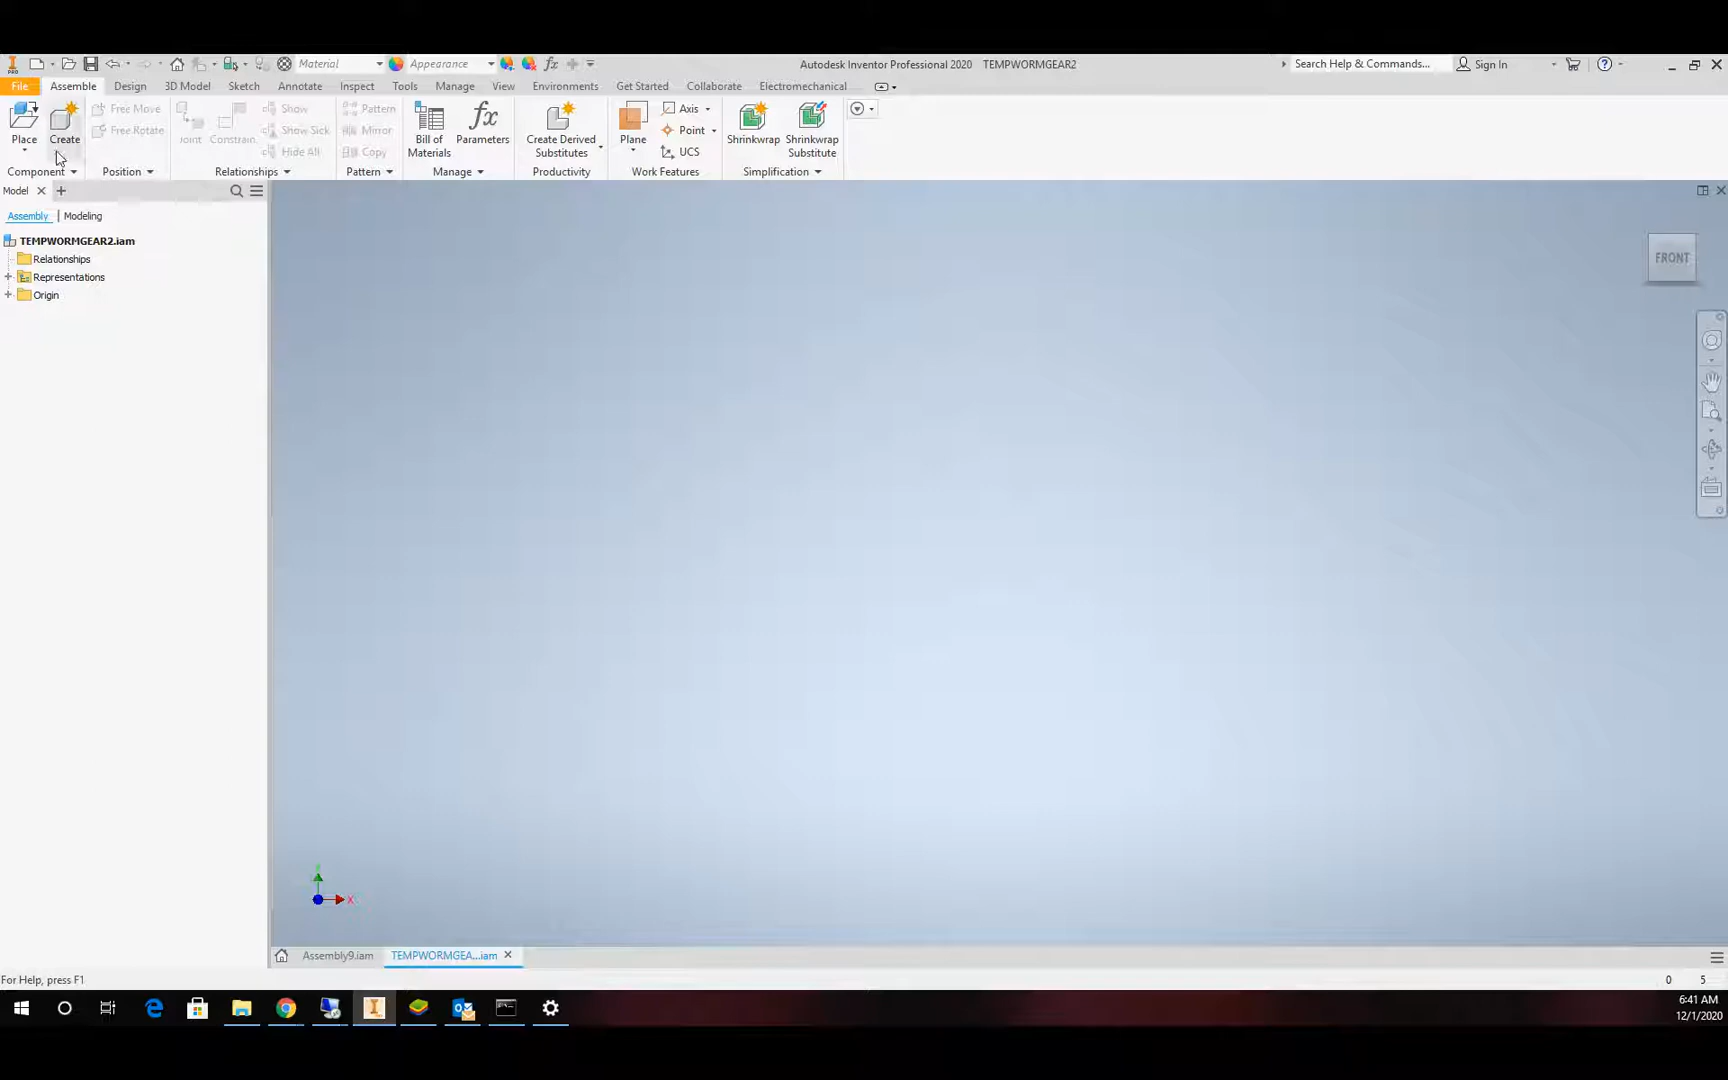 Material Appearance Autodesk Inventor Professional 2020 TEMPWORMGEAR2 Search Help & Commands... Sign In
File Assemble Design 3D Model Sketch Annotate Inspect Tools Manage View Environments Get Started Collaborate Electromechanical
Place Create Free Move Free Rotate Joint Constrain Show Show Sick Hide All Pattern Mirror Copy Bill of Materials Parameters Create Derived Substitutes Plane Axis Point UCS Shrinkwrap Shrinkwrap Substitute
Component Position Relationships Pattern Manage Productivity Work Features Simplification
Model
Assembly Modeling
TEMPWORMGEAR2.iam
Relationships
Representations
Origin
FRONT
X
Assembly9.iam TEMPWORMGEA...iam
For Help, press F1 0 5
6:41 AM
12/1/2020